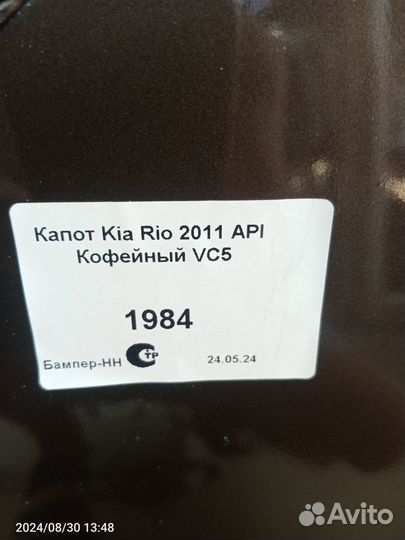 Капот Kia Rio 2011 API
Кофейный VC5
1984
Бампер-НН СТР 24.05.24
2024/08/30 13:48
Avito